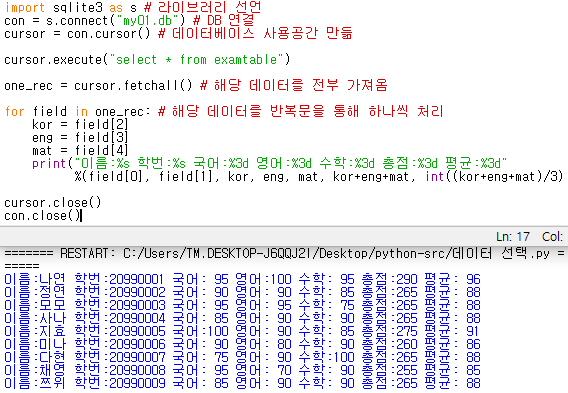 import sqlite3 as s # 라이브러리 선언
con = s.connect("my01.db") # DB 연결
cursor = con.cursor() # 데이터베이스 사용공간 만듦
cursor.execute("select * from examtable")
one_rec = cursor.fetchall() # 해당 데이터를 전부 가져옴
for field in one_rec: # 해당 데이터를 반복문을 통해 하나씩 처리
    kor = field[2]
    eng = field[3]
    mat = field[4]
    print("이름:%s 학번:%s 국어:%3d 영어:%3d 수학:%3d 총점:%3d 평균:%3d"
          %(field[0], field[1], kor, eng, mat, kor+eng+mat, int((kor+eng+mat)/3)
cursor.close()
con.close()
Ln: 17 Col:
======= RESTART: C:/Users/TM.DESKTOP-J6QQJ2I/Desktop/python-src/데이터 선택.py =
=====
이름:나연 학번:20990001 국어: 95 영어:100 수학: 95 총점:290 평균: 96
이름:정연 학번:20990002 국어: 90 영어: 90 수학: 85 총점:265 평균: 88
이름:모모 학번:20990003 국어: 95 영어: 95 수학: 75 총점:265 평균: 88
이름:사나 학번:20990004 국어: 85 영어: 90 수학: 90 총점:265 평균: 88
이름:지효 학번:20990005 국어:100 영어: 90 수학: 85 총점:275 평균: 91
이름:미나 학번:20990006 국어: 90 영어: 80 수학: 90 총점:260 평균: 86
이름:다현 학번:20990007 국어: 75 영어: 90 수학:100 총점:265 평균: 88
이름:채영 학번:20990008 국어: 95 영어: 70 수학: 90 총점:255 평균: 85
이름:쯔위 학번:20990009 국어: 85 영어: 90 수학: 90 총점:265 평균: 88